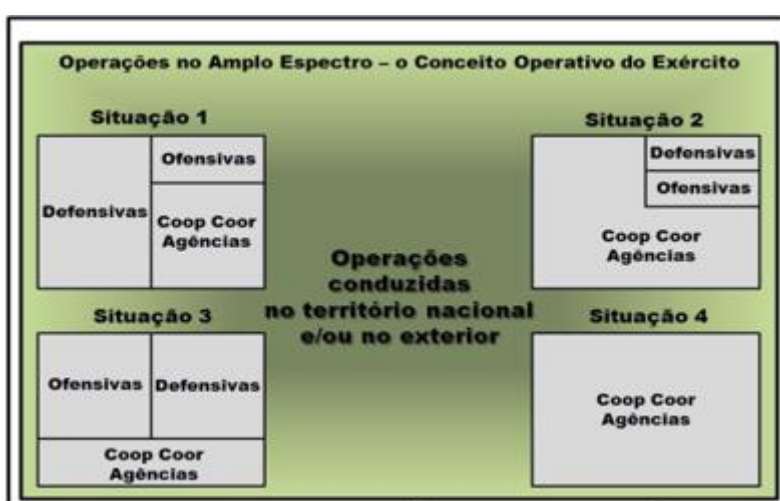 Operações no Amplo Espectro – o Conceito Operativo do Exército
Situação 1
Defensivas
Ofensivas
Coop Coor
Agências
Situação 2
Defensivas
Ofensivas
Coop Coor
Agências
Operações
conduzidas
no território nacional
e/ou no exterior
Situação 3
Ofensivas
Defensivas
Coop Coor
Agências
Situação 4
Coop Coor
Agências